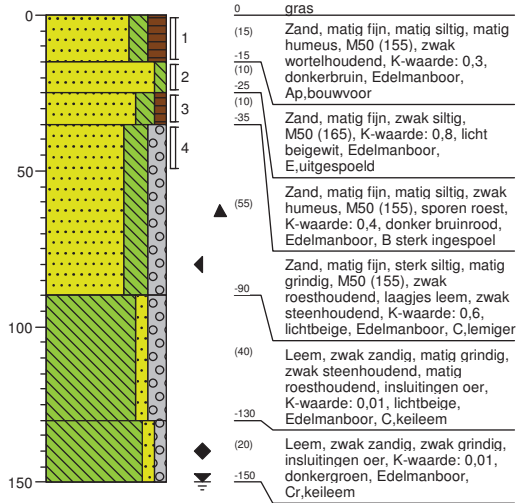 0
50
100
150
1
2
3
4
0
(15)
-15
(10)
-25
(10)
-35
(55)
-90
(40)
-130
(20)
-150
gras
Zand, matig fijn, matig siltig, matig
humeus, M50 (155), zwak
wortelhoudend, K-waarde: 0,3,
donkerbruin, Edelmanboor,
Ap,bouwvoor
Zand, matig fijn, zwak siltig,
M50 (165), K-waarde: 0,8, licht
beigewit, Edelmanboor,
E,uitgespoeld
Zand, matig fijn, matig siltig, zwak
humeus, M50 (155), sporen roest,
K-waarde: 0,4, donker bruinrood,
Edelmanboor, B sterk ingespoel
Zand, matig fijn, sterk siltig, matig
grindig, M50 (155), zwak
roesthoudend, laagjes leem, zwak
steenhoudend, K-waarde: 0,6,
lichtbeige, Edelmanboor, C,lemiger
Leem, zwak zandig, matig grindig,
zwak steenhoudend, matig
roesthoudend, insluitingen oer,
K-waarde: 0,01, lichtbeige,
Edelmanboor, C,keileem
Leem, zwak zandig, zwak grindig,
insluitingen oer, K-waarde: 0,01,
donkergroen, Edelmanboor,
Cr,keileem